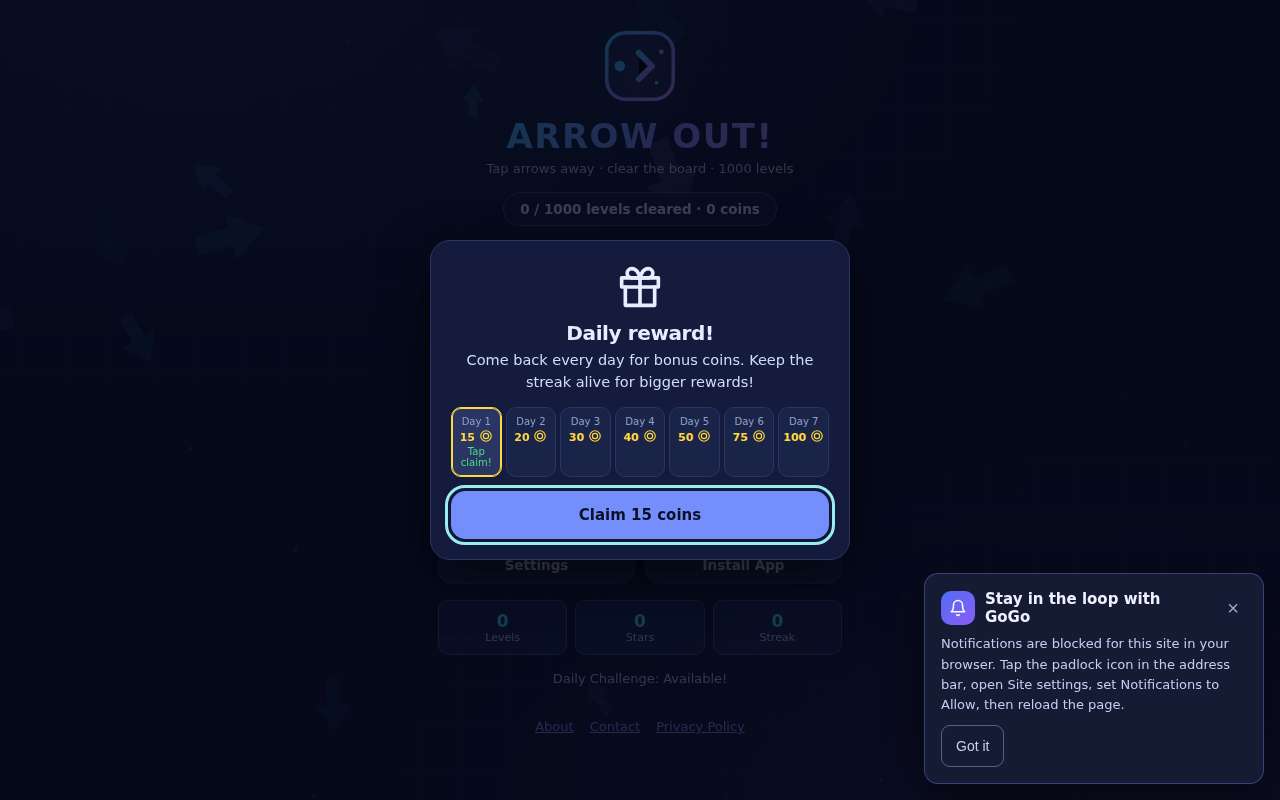 ARROW OUT!
Tap arrows away · clear the board · 1000 levels
0 / 1000 levels cleared · 0 coins
Daily reward!
Come back every day for bonus coins. Keep the
streak alive for bigger rewards!
Day 1 Day 2 Day 3 Day 4 Day 5 Day 6 Day 7
15 20 30 40 50 75 100
Tap
claim!
Claim 15 coins
Settings Install App
0 0 0
Levels Stars Streak
Daily Challenge: Available!
About Contact Privacy Policy
Stay in the loop with
GoGo
×
Notifications are blocked for this site in your
browser. Tap the padlock icon in the address
bar, open Site settings, set Notifications to
Allow, then reload the page.
Got it